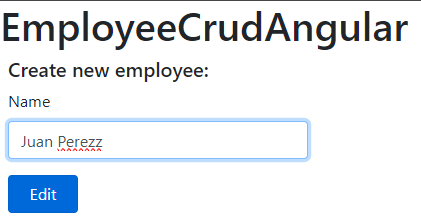 EmployeeCrudAngular
Create new employee:
Name
Juan Perezz
Edit